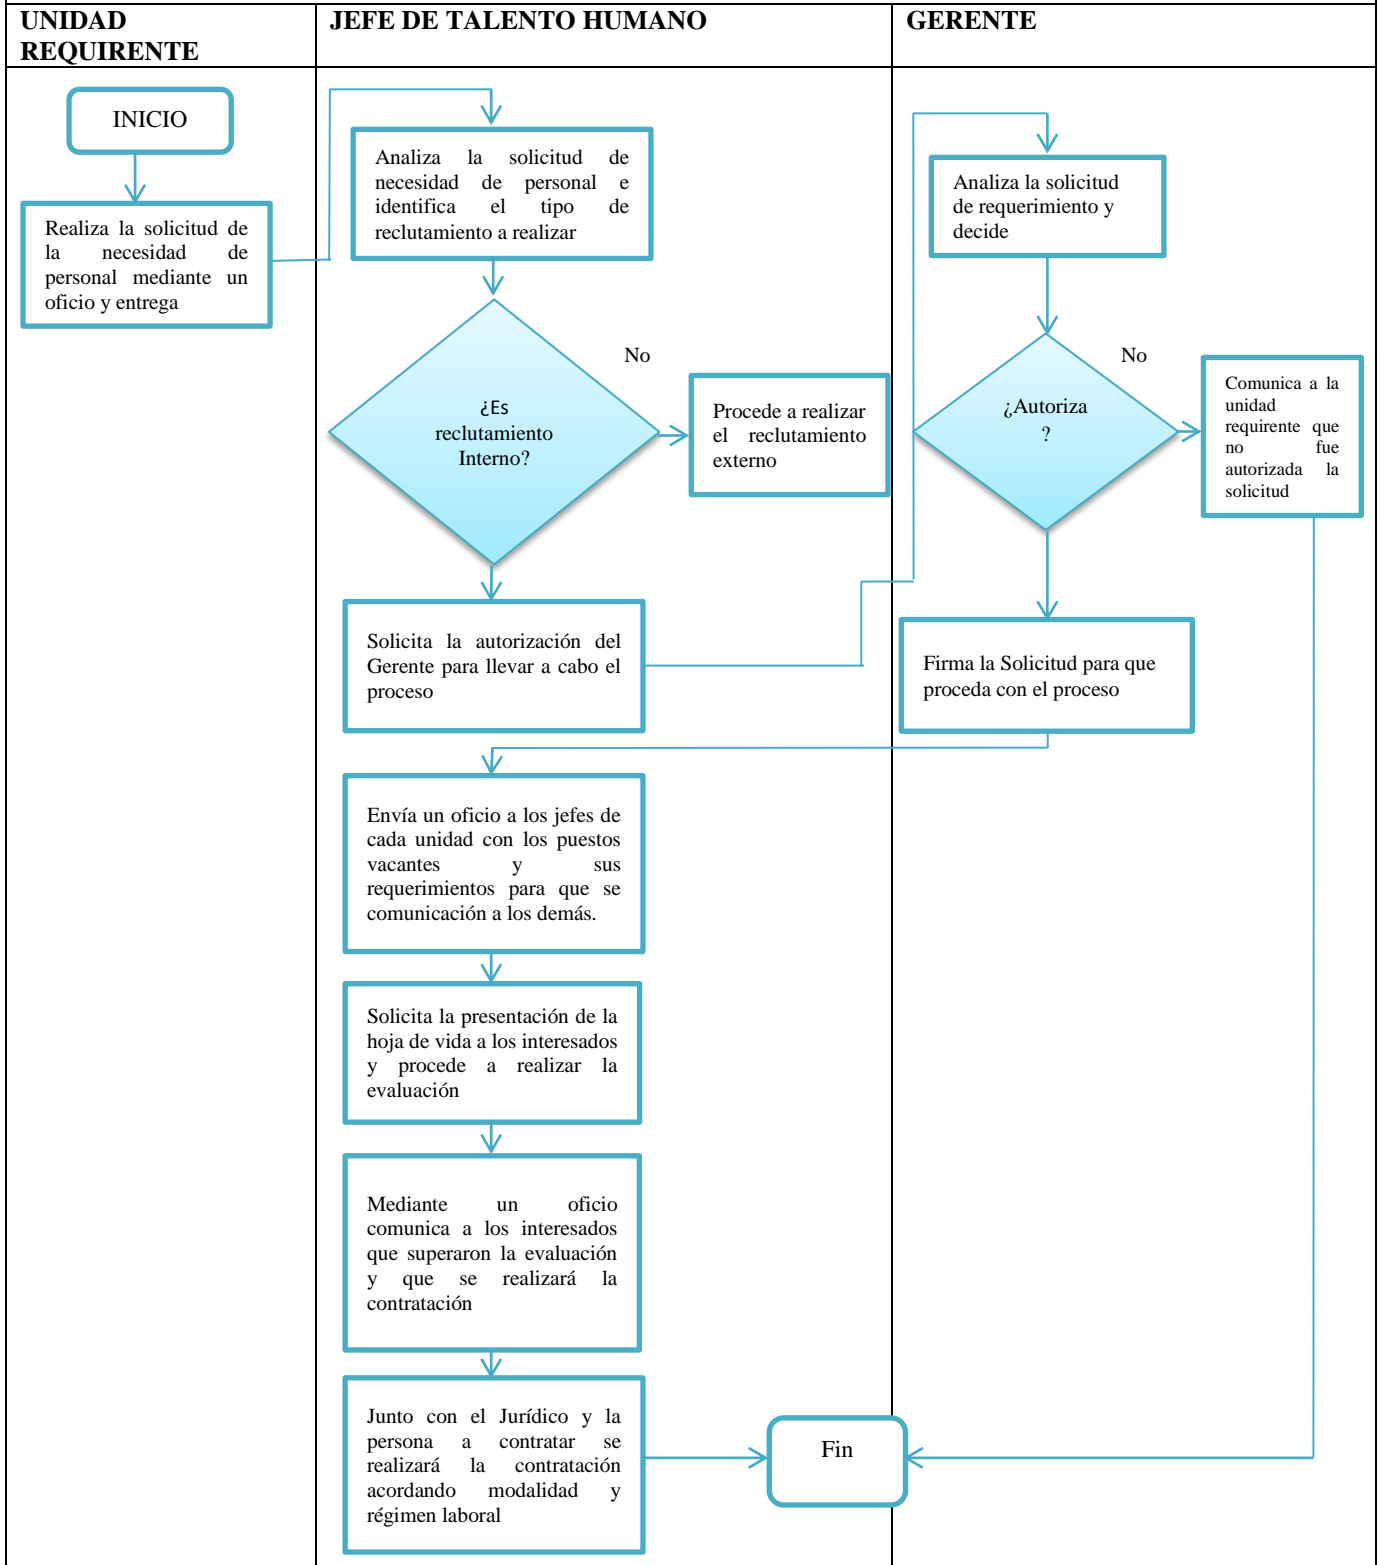 UNIDAD
REQUIRENTE
JEFE DE TALENTO HUMANO
GERENTE
INICIO
Realiza la solicitud de
la necesidad de
personal mediante un
oficio y entrega
Analiza la solicitud de
necesidad de personal e
identifica el tipo de
reclutamiento a realizar
¿Es
reclutamiento
Interno?
No
Procede a realizar
el reclutamiento
externo
Solicita la autorización del
Gerente para llevar a cabo el
proceso
Analiza la solicitud
de requerimiento y
decide
¿Autoriza
?
No
Comunica a la
unidad
requirente que
no fue
autorizada la
solicitud
Firma la Solicitud para que
proceda con el proceso
Envía un oficio a los jefes de
cada unidad con los puestos
vacantes y sus
requerimientos para que se
comunicación a los demás.
Solicita la presentación de la
hoja de vida a los interesados
y procede a realizar la
evaluación
Mediante un oficio
comunica a los interesados
que superaron la evaluación
y que se realizará la
contratación
Junto con el Jurídico y la
persona a contratar se
realizará la contratación
acordando modalidad y
régimen laboral
Fin